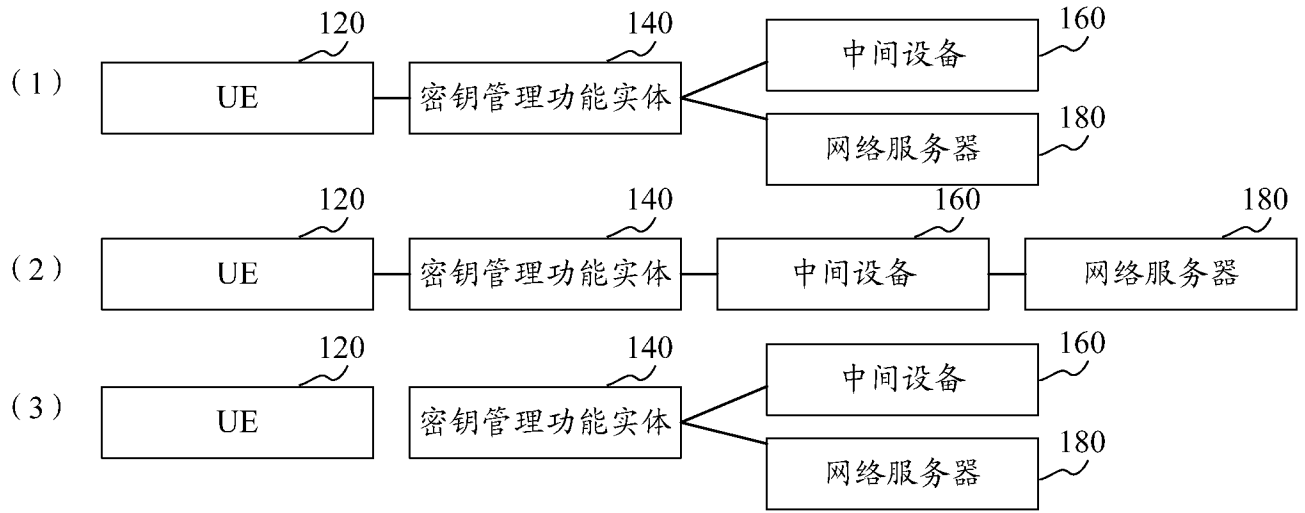 120 140 160
(1) UE 密钥管理功能实体 中间设备
180
网络服务器
120 140 160 180
(2) UE 密钥管理功能实体 中间设备 网络服务器
120 140 160
(3) UE 密钥管理功能实体 中间设备
180
网络服务器